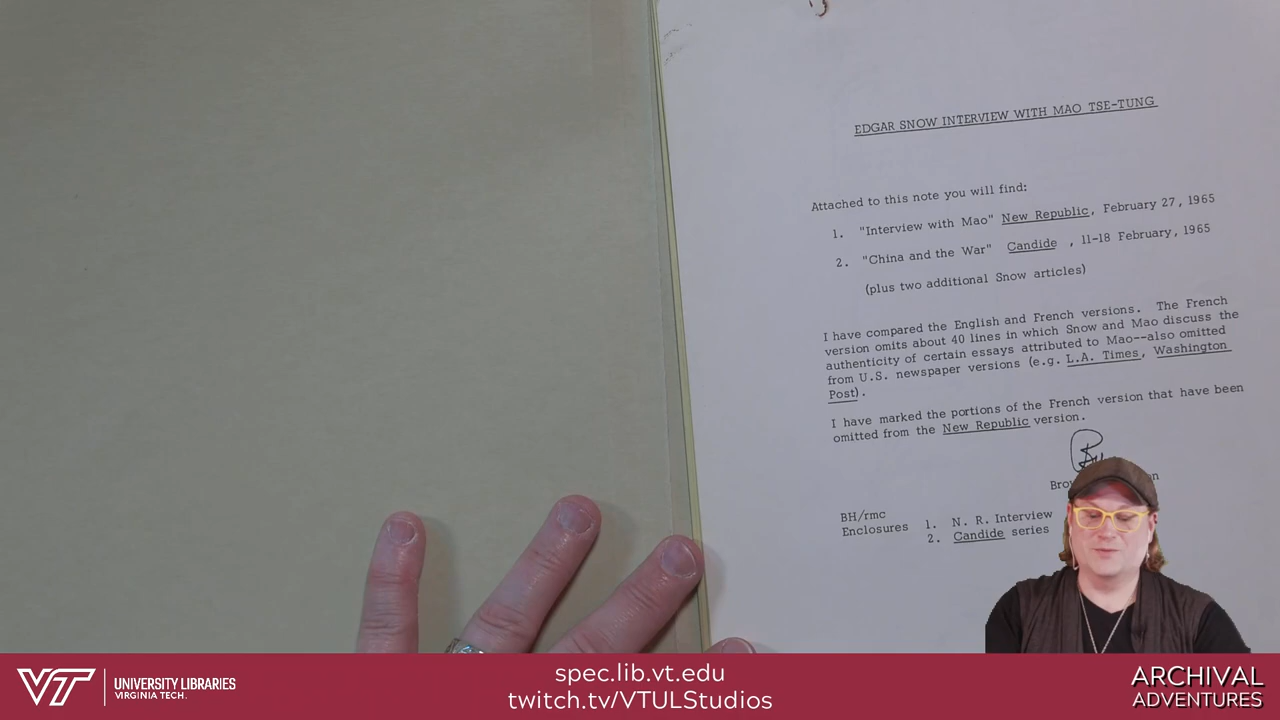 EDGAR SNOW INTERVIEW WITH MAO TSE-TUNG
Attached to this note you will find:
1. "Interview with Mao" New Republic, February 27, 1965
2. "China and the War" Candide , 11-18 February, 1965
(plus two additional Snow articles)
I have compared the English and French versions. The French
version omits about 40 lines in which Snow and Mao discuss the
authenticity of certain essays attributed to Mao--also omitted
from U.S. newspaper versions (e.g. L.A. Times, Washington
Post).
I have marked the portions of the French version that have been
omitted from the New Republic version.
BH/rmc
Enclosures 1. N. R. Interview
2. Candide series
VT UNIVERSITY LIBRARIES
VIRGINIA TECH.
spec.lib.vt.edu
twitch.tv/VTULStudios
ARCHIVAL
ADVENTURES